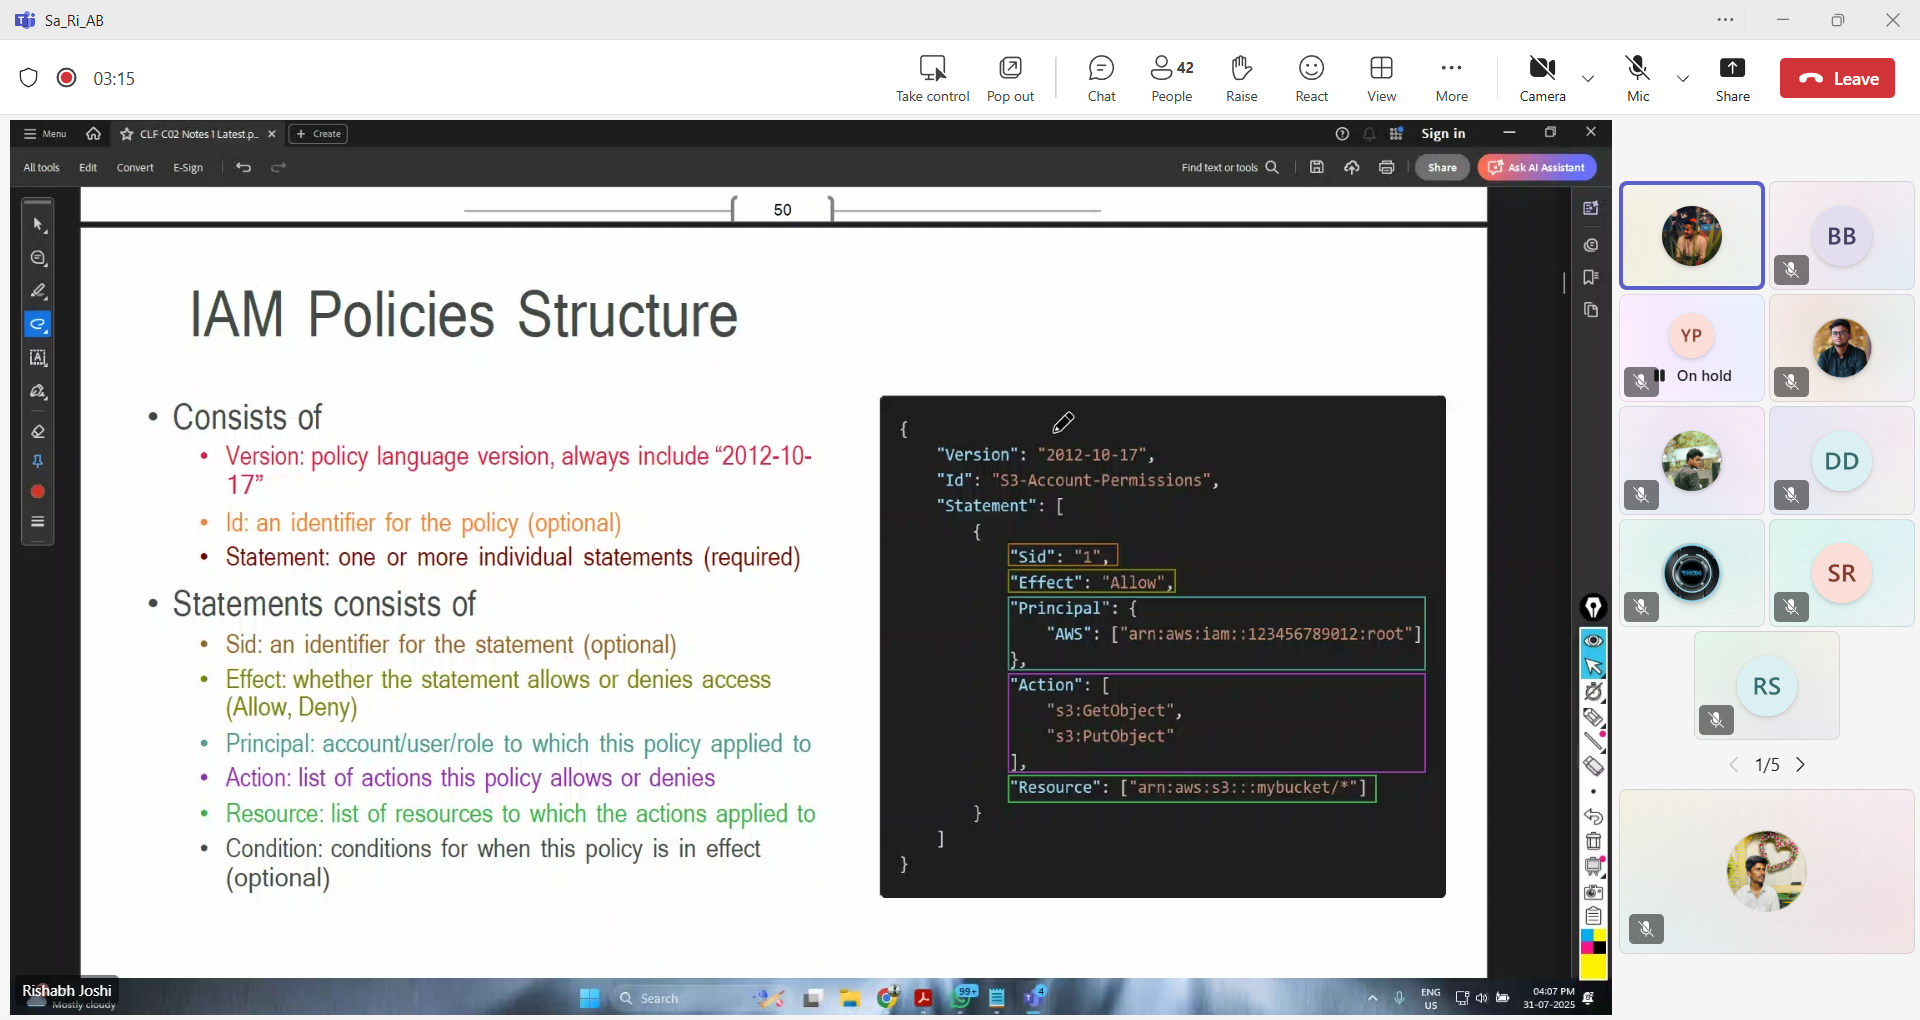 Sa_Ri_AB
03:15
Take control
Pop out
Chat
42
People
Raise
React
View
More
Camera
Mic
Share
Leave
Menu
CLF C02 Notes 1 Latest.p...
Create
Sign in
All tools
Edit
Convert
E-Sign
Find text or tools
Share
Ask AI Assistant
50
IAM Policies Structure
• Consists of
• Version: policy language version, always include “2012-10-
17”
• Id: an identifier for the policy (optional)
• Statement: one or more individual statements (required)
• Statements consists of
• Sid: an identifier for the statement (optional)
• Effect: whether the statement allows or denies access
(Allow, Deny)
• Principal: account/user/role to which this policy applied to
• Action: list of actions this policy allows or denies
• Resource: list of resources to which the actions applied to
• Condition: conditions for when this policy is in effect
(optional)
{
"Version": "2012-10-17",
"Id": "S3-Account-Permissions",
"Statement": [
{
"Sid": "1",
"Effect": "Allow",
"Principal": {
"AWS": ["arn:aws:iam::123456789012:root"]
},
"Action": [
"s3:GetObject",
"s3:PutObject"
],
"Resource": ["arn:aws:s3:::mybucket/*"]
}
]
}
BB
YP
On hold
DD
SR
RS
1/5
Rishabh Joshi
Mostly cloudy
Search
99+
4
ENG
US
04:07 PM
31-07-2025